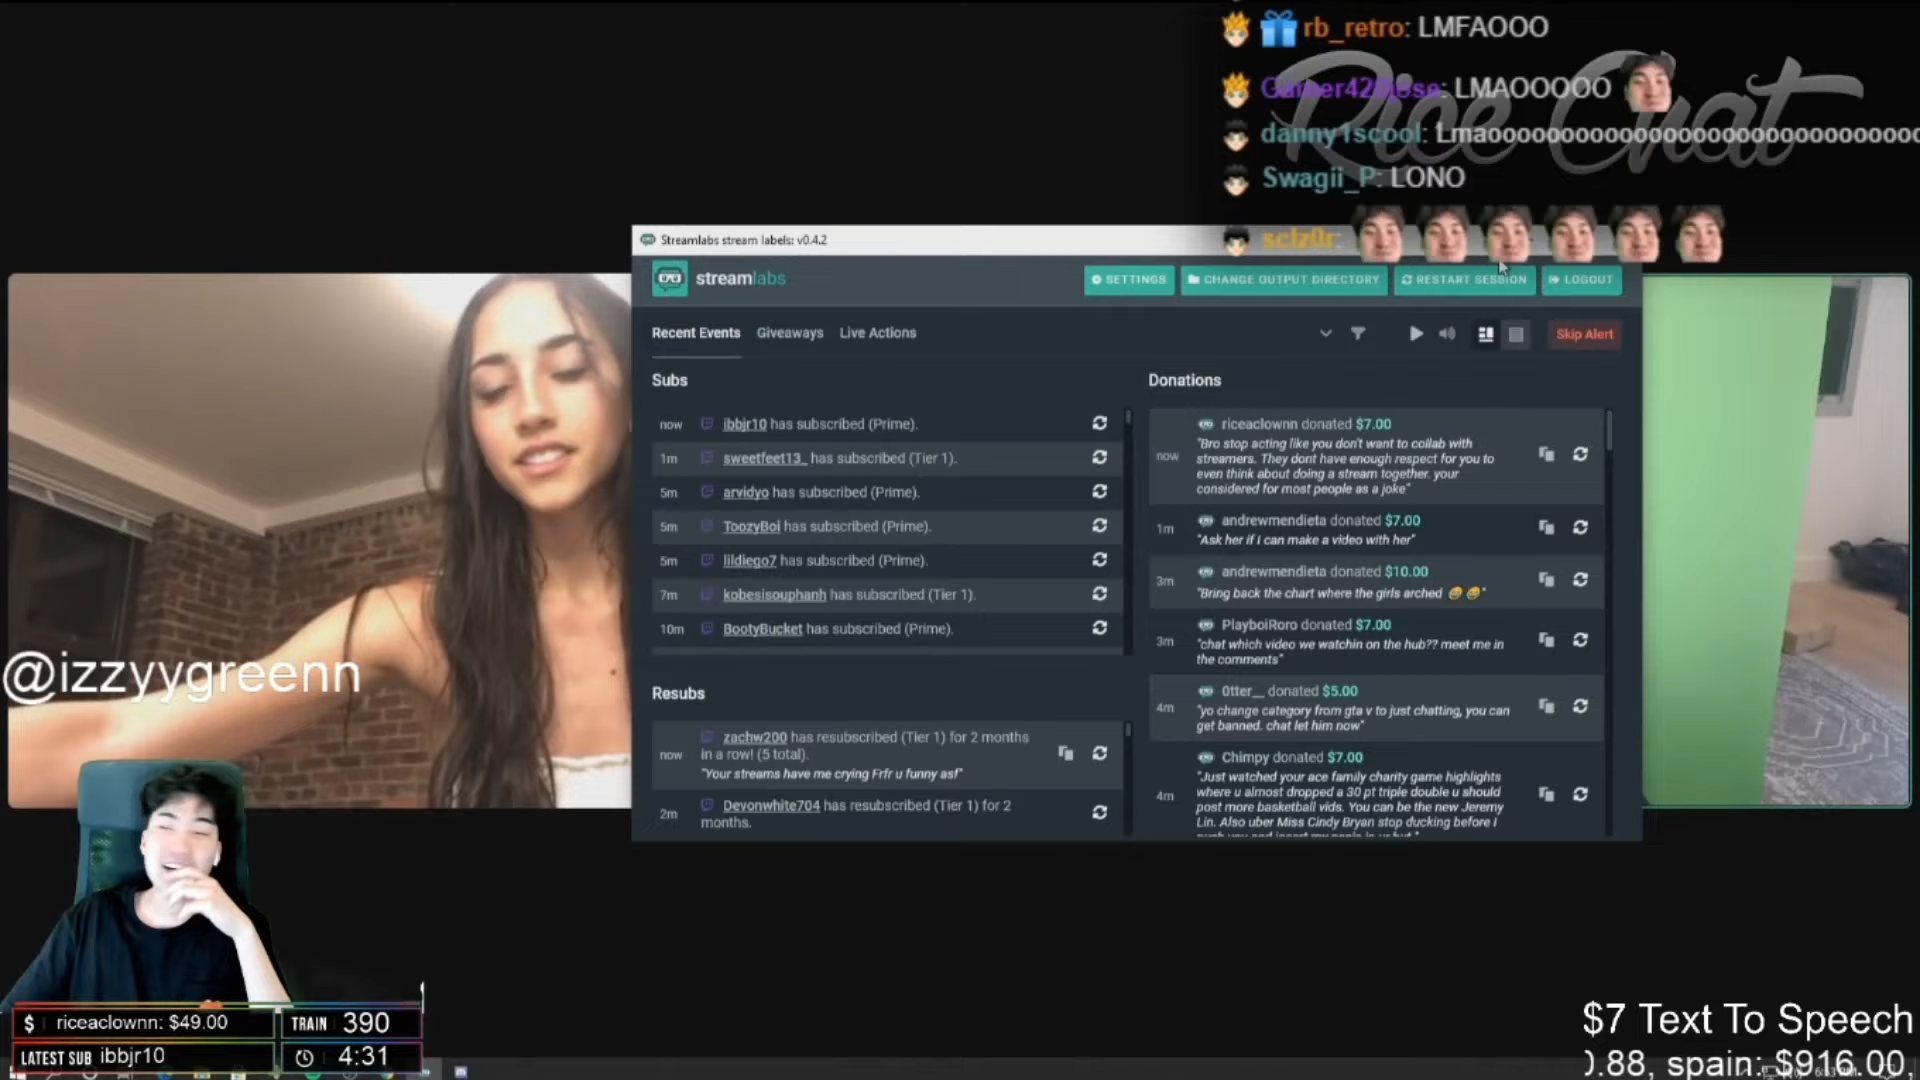 rb_retro: LMFAOOO
LMAOOOOO
Rice Chat
danny1scool: Lmaooooooooooooooooooooooooooooooo
Swagii_P: LONO
sclz0r:
Streamlabs stream labels: v0.4.2
streamlabs
SETTINGS
CHANGE OUTPUT DIRECTORY
RESTART SESSION
LOGOUT
Recent Events
Giveaways
Live Actions
Skip Alert
Subs
now ibbjr10 has subscribed (Prime).
1m sweetfeet13_ has subscribed (Tier 1).
5m arvidyo has subscribed (Prime).
5m ToozyBoi has subscribed (Prime).
5m lildiego7 has subscribed (Prime).
7m kobesisouphanh has subscribed (Tier 1).
10m BootyBucket has subscribed (Prime).
Resubs
now zachw200 has resubscribed (Tier 1) for 2 months
in a row! (5 total).
"Your streams have me crying Frfr u funny asf"
2m Devonwhite704 has resubscribed (Tier 1) for 2
months.
Donations
riceaclownn donated $7.00
now "Bro stop acting like you don't want to collab with
streamers. They dont have enough respect for you to
even think about doing a stream together. your
considered for most people as a joke"
1m andrewmendieta donated $7.00
"Ask her if I can make a video with her"
3m andrewmendieta donated $10.00
"Bring back the chart where the girls arched 😂 😂"
3m PlayboiRoro donated $7.00
"chat which video we watchin on the hub?? meet me in
the comments"
4m 0tter__ donated $5.00
"yo change category from gta v to just chatting, you can
get banned. chat let him now"
Chimpy donated $7.00
4m "Just watched your ace family charity game highlights
where u almost dropped a 30 pt triple double u should
post more basketball vids. You can be the new Jeremy
Lin. Also uber Miss Cindy Bryan stop ducking before I
@izzyygreenn
$ riceaclownn: $49.00
TRAIN 390
LATEST SUB ibbjr10
4:31
$7 Text To Speech
0.88, spain: $916.00,